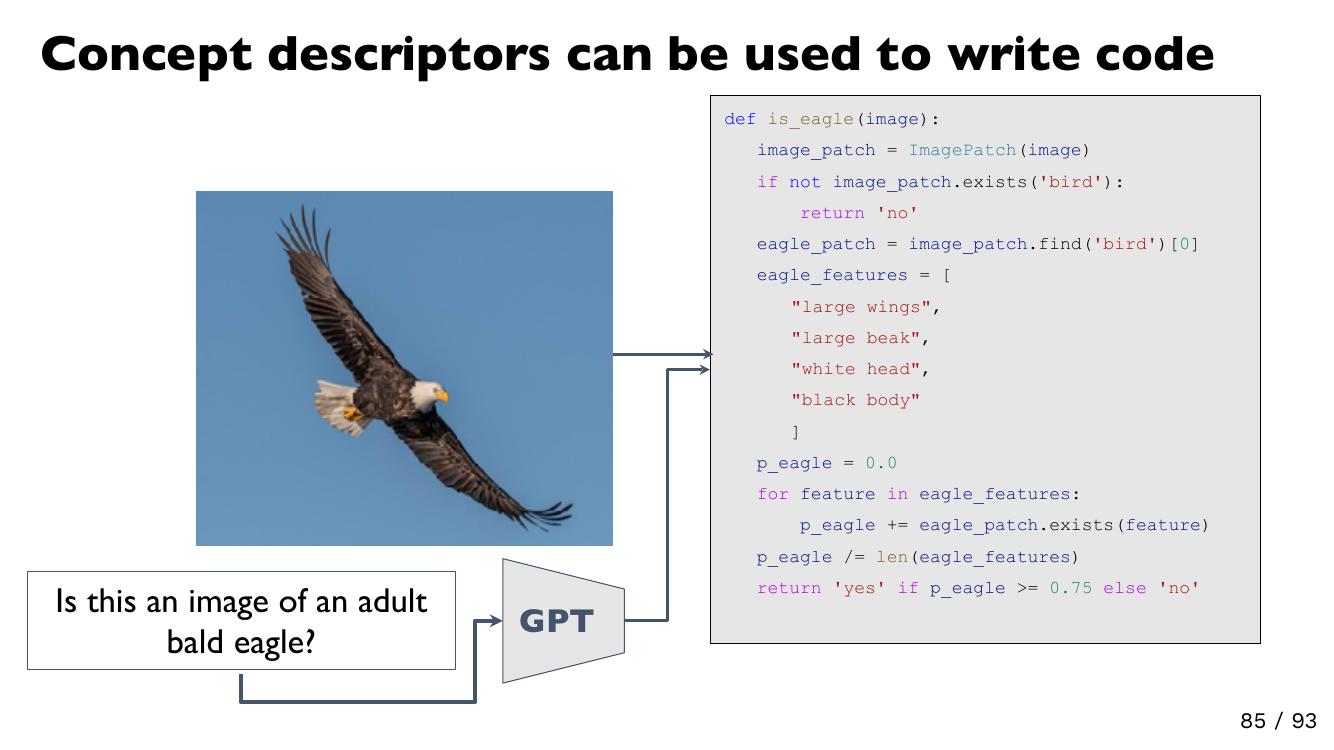 Concept descriptors can be used to write code
def is_eagle(image):
image_patch = ImagePatch(image)
if not image_patch.exists('bird'):
return 'no'
eagle_patch = image_patch.find('bird')[0]
eagle_features = [
"large wings",
"large beak",
"white head",
"black body"
]
p_eagle = 0.0
for feature in eagle_features:
p_eagle += eagle_patch.exists(feature)
p_eagle /= len(eagle_features)
return 'yes' if p_eagle >= 0.75 else 'no'
Is this an image of an adult
bald eagle?
GPT
85 / 93